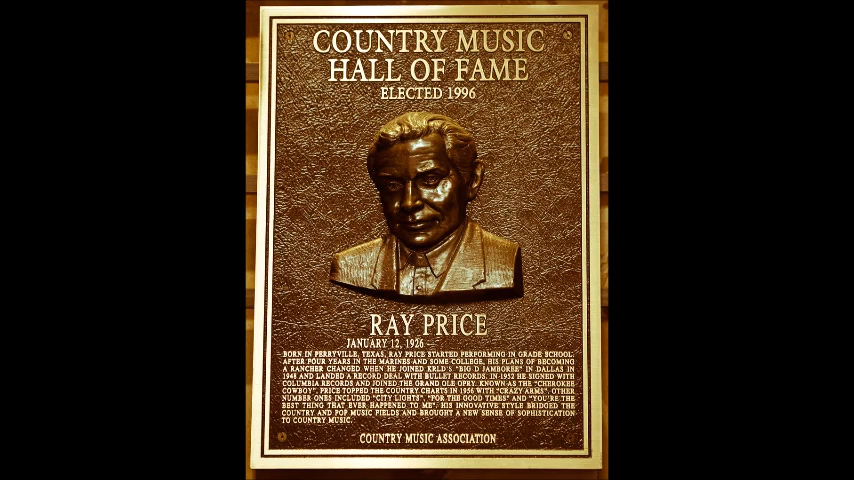 COUNTRY MUSIC
HALL OF FAME
ELECTED 1996
RAY PRICE
JANUARY 12, 1926 —
BORN IN PERRYVILLE, TEXAS, RAY PRICE STARTED PERFORMING IN GRADE SCHOOL.
AFTER FOUR YEARS IN THE MARINES AND SOME COLLEGE, HIS PLANS OF BECOMING
A RANCHER CHANGED WHEN HE JOINED KRLD'S "BIG D JAMBOREE" IN DALLAS IN
1948 AND LANDED A RECORD DEAL WITH BULLET RECORDS. IN 1952 HE SIGNED WITH
COLUMBIA RECORDS AND JOINED THE GRAND OLE OPRY. KNOWN AS THE "CHEROKEE
COWBOY", PRICE TOPPED THE COUNTRY CHARTS IN 1956 WITH "CRAZY ARMS". OTHER
NUMBER ONES INCLUDED "CITY LIGHTS", "FOR THE GOOD TIMES" AND "YOU'RE THE
BEST THING THAT EVER HAPPENED TO ME". HIS INNOVATIVE STYLE BRIDGED THE
COUNTRY AND POP MUSIC FIELDS AND BROUGHT A NEW SENSE OF SOPHISTICATION
TO COUNTRY MUSIC.
COUNTRY MUSIC ASSOCIATION